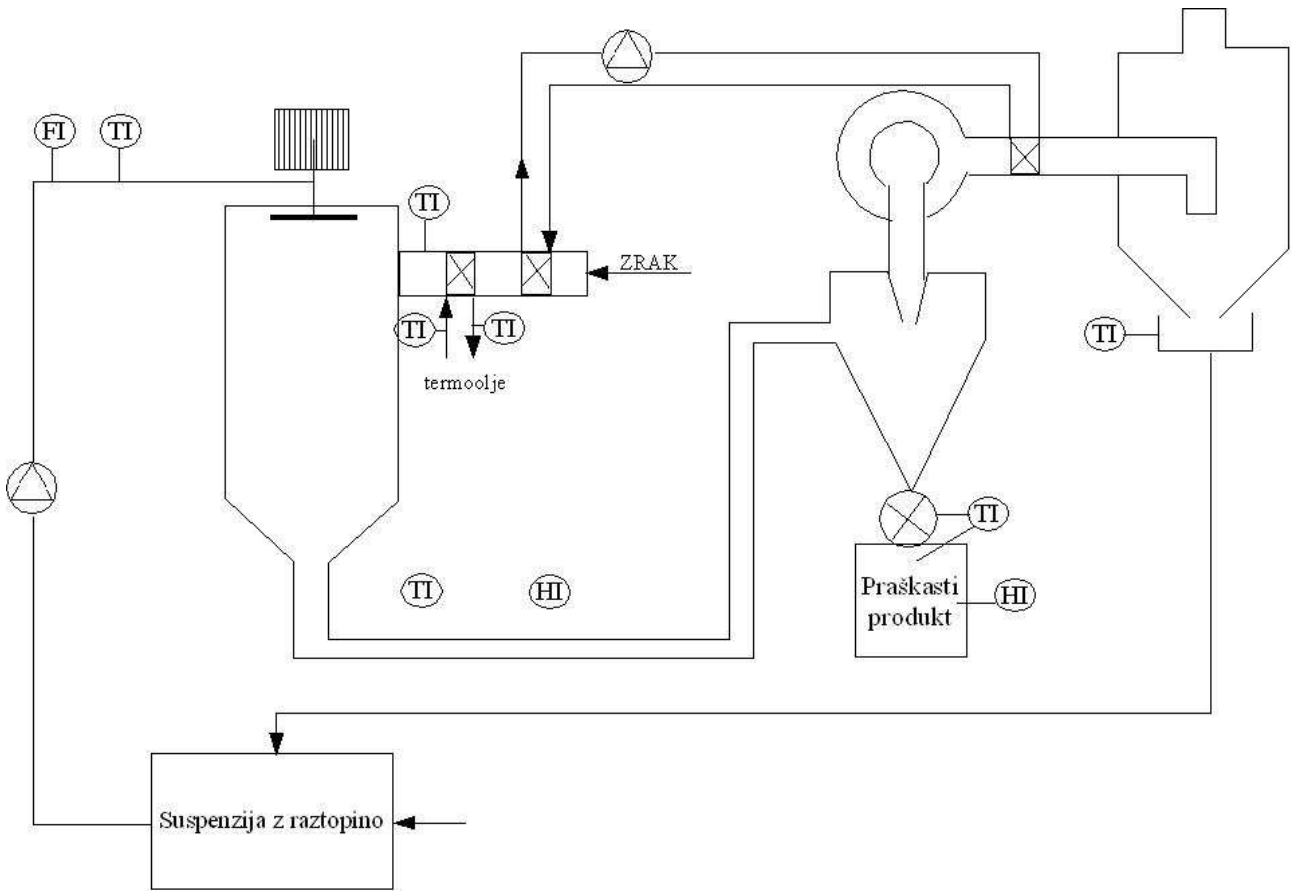 FI
TI
TI
ZRAK
TI
TI
TI
termoolje
TI
TI
HI
Praškasti
produkt
HI
Suspenzija z raztopino